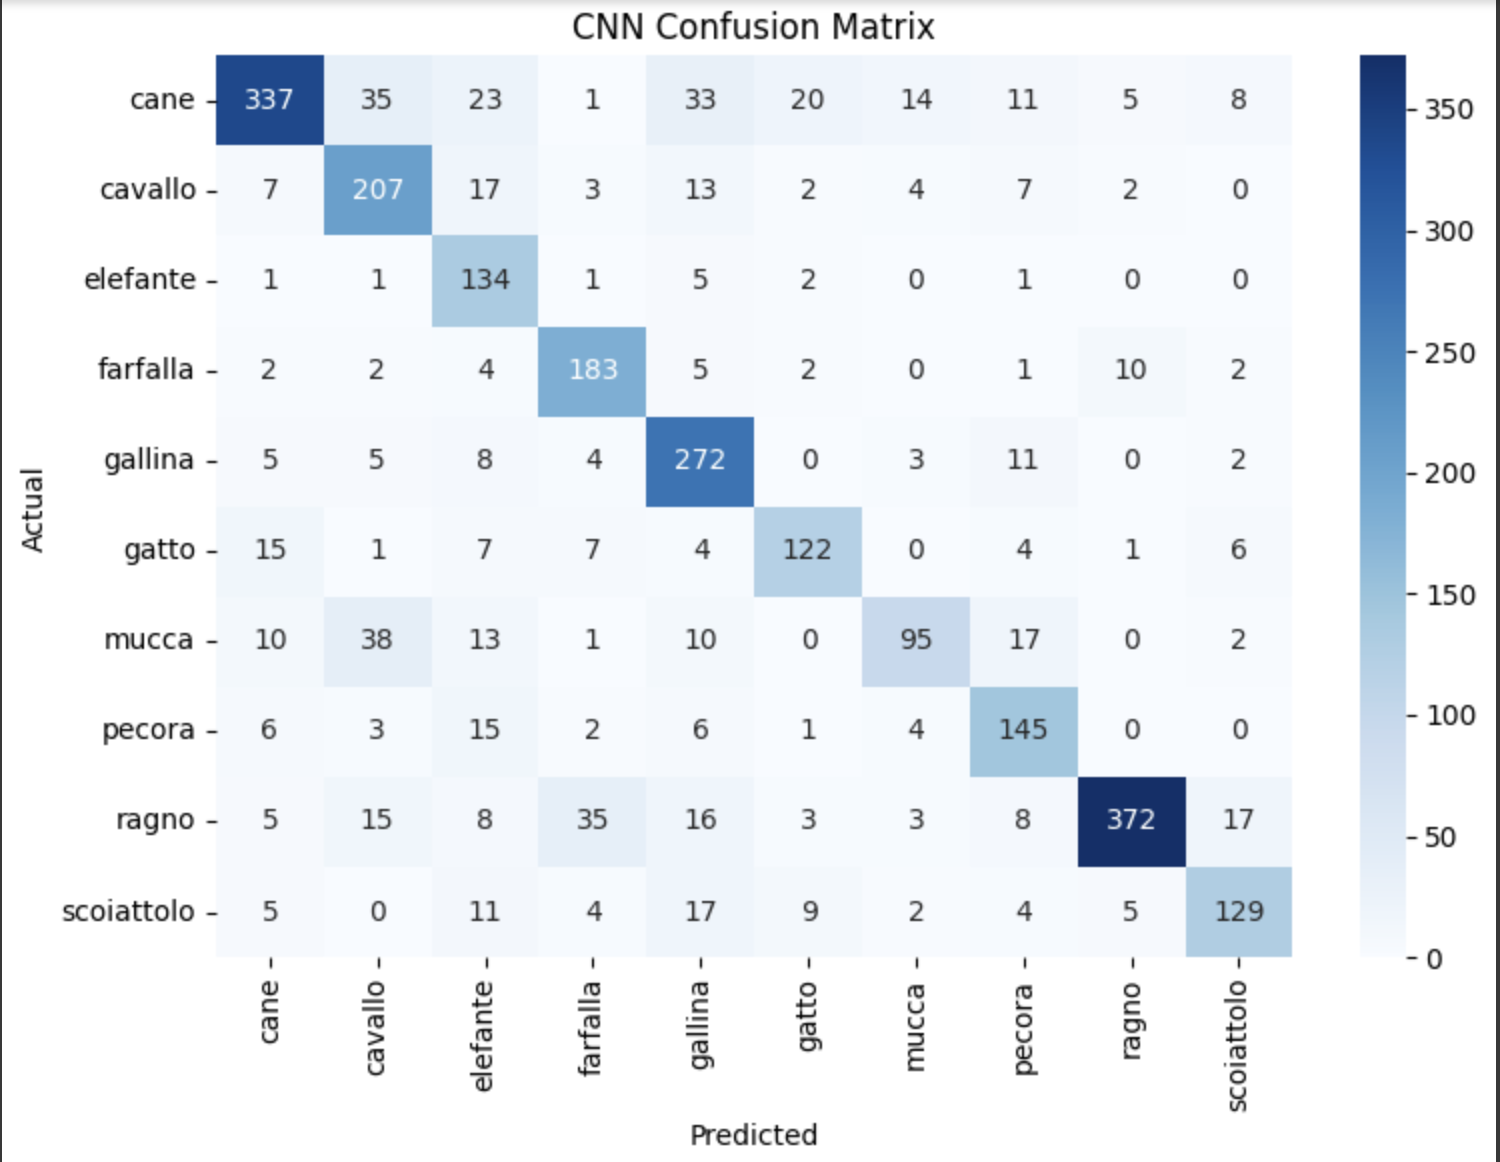 CNN Confusion Matrix
cane 337 35 23 1 33 20 14 11 5 8
cavallo 7 207 17 3 13 2 4 7 2 0
elefante 1 1 134 1 5 2 0 1 0 0
farfalla 2 2 4 183 5 2 0 1 10 2
gallina 5 5 8 4 272 0 3 11 0 2
gatto 15 1 7 7 4 122 0 4 1 6
mucca 10 38 13 1 10 0 95 17 0 2
pecora 6 3 15 2 6 1 4 145 0 0
ragno 5 15 8 35 16 3 3 8 372 17
scoiattolo 5 0 11 4 17 9 2 4 5 129
Actual
cane cavallo elefante farfalla gallina gatto mucca pecora ragno scoiattolo
Predicted
350
300
250
200
150
100
50
0